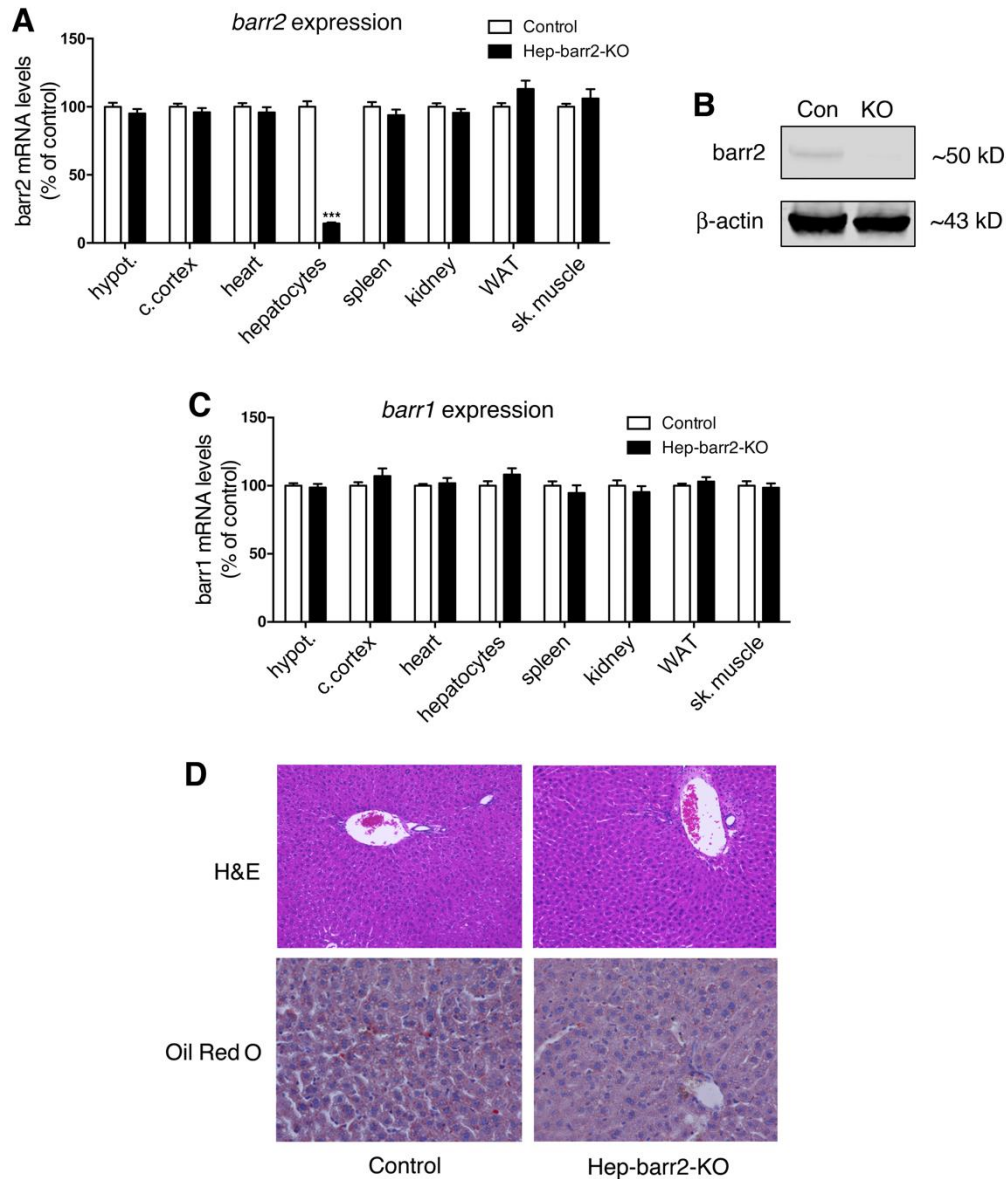 A
barr2 expression
Control
Hep-barr2-KO
barr2 mRNA levels
(% of control)
150
100
50
0
***
hypot.
c. cortex
heart
hepatocytes
spleen
kidney
WAT
sk. muscle
B
Con KO
barr2 ~50 kD
β-actin ~43 kD
C
barr1 expression
Control
Hep-barr2-KO
barr1 mRNA levels
(% of control)
150
100
50
0
hypot.
c. cortex
heart
hepatocytes
spleen
kidney
WAT
sk. muscle
D
H&E
Oil Red O
Control Hep-barr2-KO